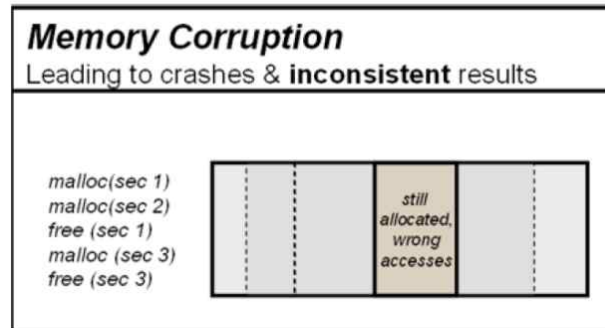 Memory Corruption
Leading to crashes & inconsistent results
malloc(sec 1)
malloc(sec 2)
free (sec 1)
malloc (sec 3)
free (sec 3)
still
allocated,
wrong
accesses